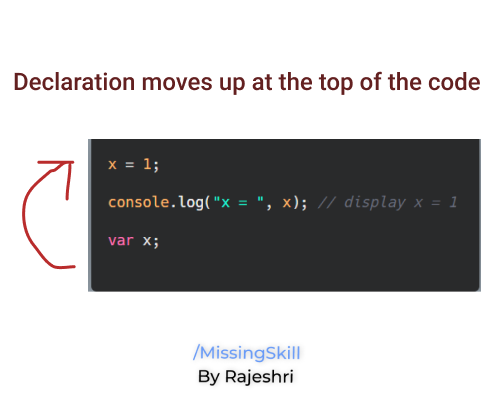 Declaration moves up at the top of the code
x = 1;
console.log("x = ", x); // display x = 1
var x;
/MissingSkill
By Rajeshri